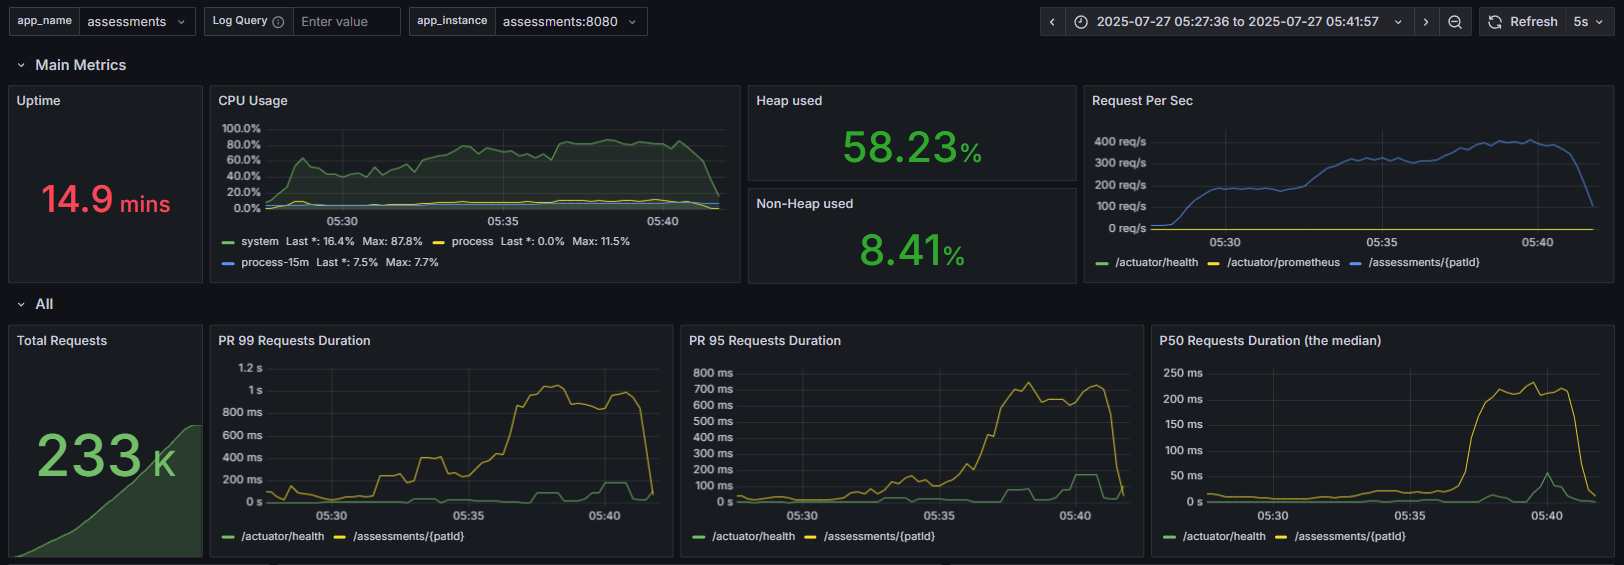 app_name assessments Log Query Enter value app_instance assessments:8080 2025-07-27 05:27:36 to 2025-07-27 05:41:57 Refresh 5s
Main Metrics
Uptime
14.9 mins
CPU Usage
100.0%
80.0%
60.0%
40.0%
20.0%
0.0%
05:30 05:35 05:40
system Last *: 16.4% Max: 87.8% process Last *: 0.0% Max: 11.5%
process-15m Last *: 7.5% Max: 7.7%
Heap used
58.23%
Non-Heap used
8.41%
Request Per Sec
400 req/s
300 req/s
200 req/s
100 req/s
0 req/s
05:30 05:35 05:40
/actuator/health /actuator/prometheus /assessments/{patId}
All
Total Requests
233 K
PR 99 Requests Duration
1.2 s
1 s
800 ms
600 ms
400 ms
200 ms
0 s
05:30 05:35 05:40
/actuator/health /assessments/{patId}
PR 95 Requests Duration
800 ms
700 ms
600 ms
500 ms
400 ms
300 ms
200 ms
100 ms
0 s
05:30 05:35 05:40
/actuator/health /assessments/{patId}
P50 Requests Duration (the median)
250 ms
200 ms
150 ms
100 ms
50 ms
0 s
05:30 05:35 05:40
/actuator/health /assessments/{patId}